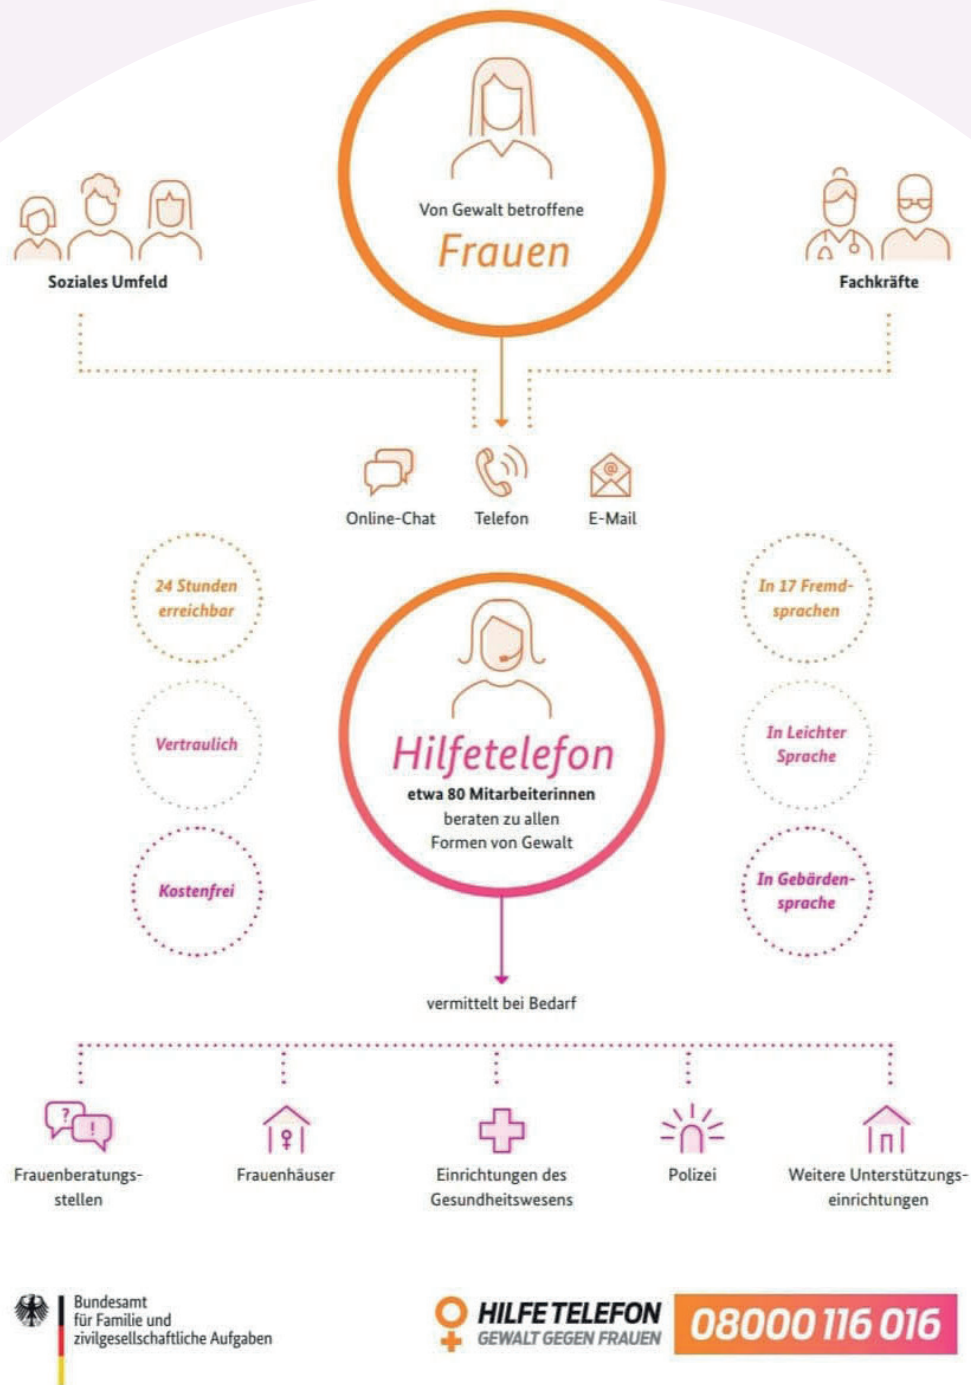 Von Gewalt betroffene
Frauen
Soziales Umfeld
Fachkräfte
Online-Chat
Telefon
E-Mail
24 Stunden
erreichbar
In 17 Fremd-
sprachen
Vertraulich
In Leichter
Sprache
Hilfetelefon
etwa 80 Mitarbeiterinnen
beraten zu allen
Formen von Gewalt
Kostenfrei
In Gebärden-
sprache
vermittelt bei Bedarf
Frauenberatungs-
stellen
Frauenhäuser
Einrichtungen des
Gesundheitswesens
Polizei
Weitere Unterstützungs-
einrichtungen
Bundesamt
für Familie und
zivilgesellschaftliche Aufgaben
HILFE TELEFON
GEWALT GEGEN FRAUEN
08000 116 016